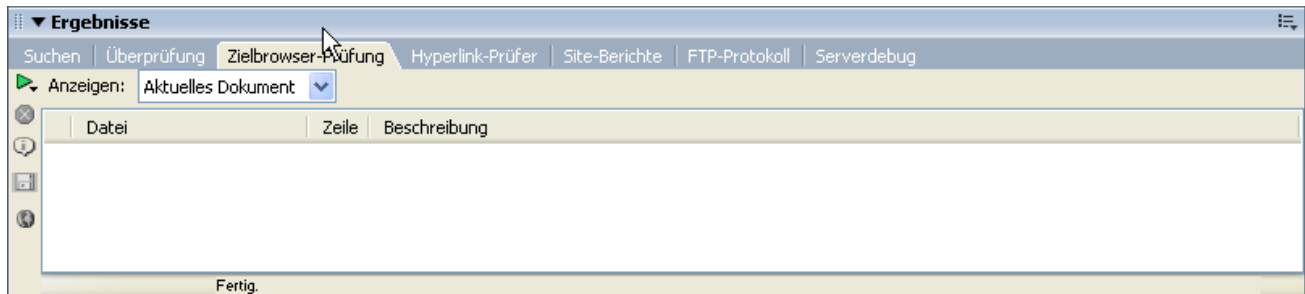 Ergebnisse
Suchen Überprüfung Zielbrowser-Prüfung Hyperlink-Prüfer Site-Berichte FTP-Protokoll Serverdebug
Anzeigen: Aktuelles Dokument
Datei Zeile Beschreibung
Fertig.